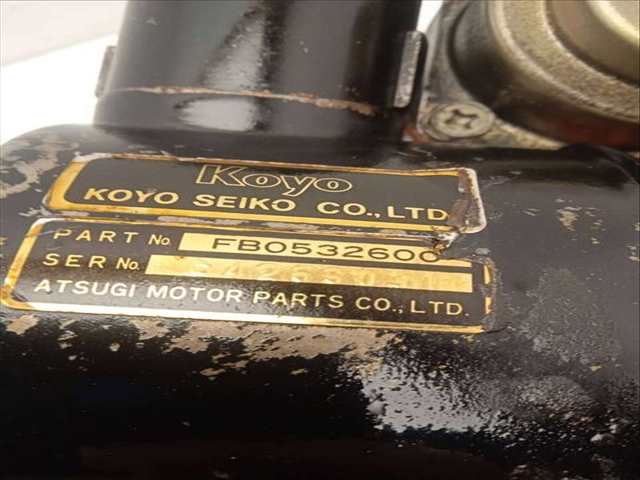 Koyo
KOYO SEIKO CO., LTD
PART No. FB0532600
SER No.
ATSUGI MOTOR PARTS CO., LTD.